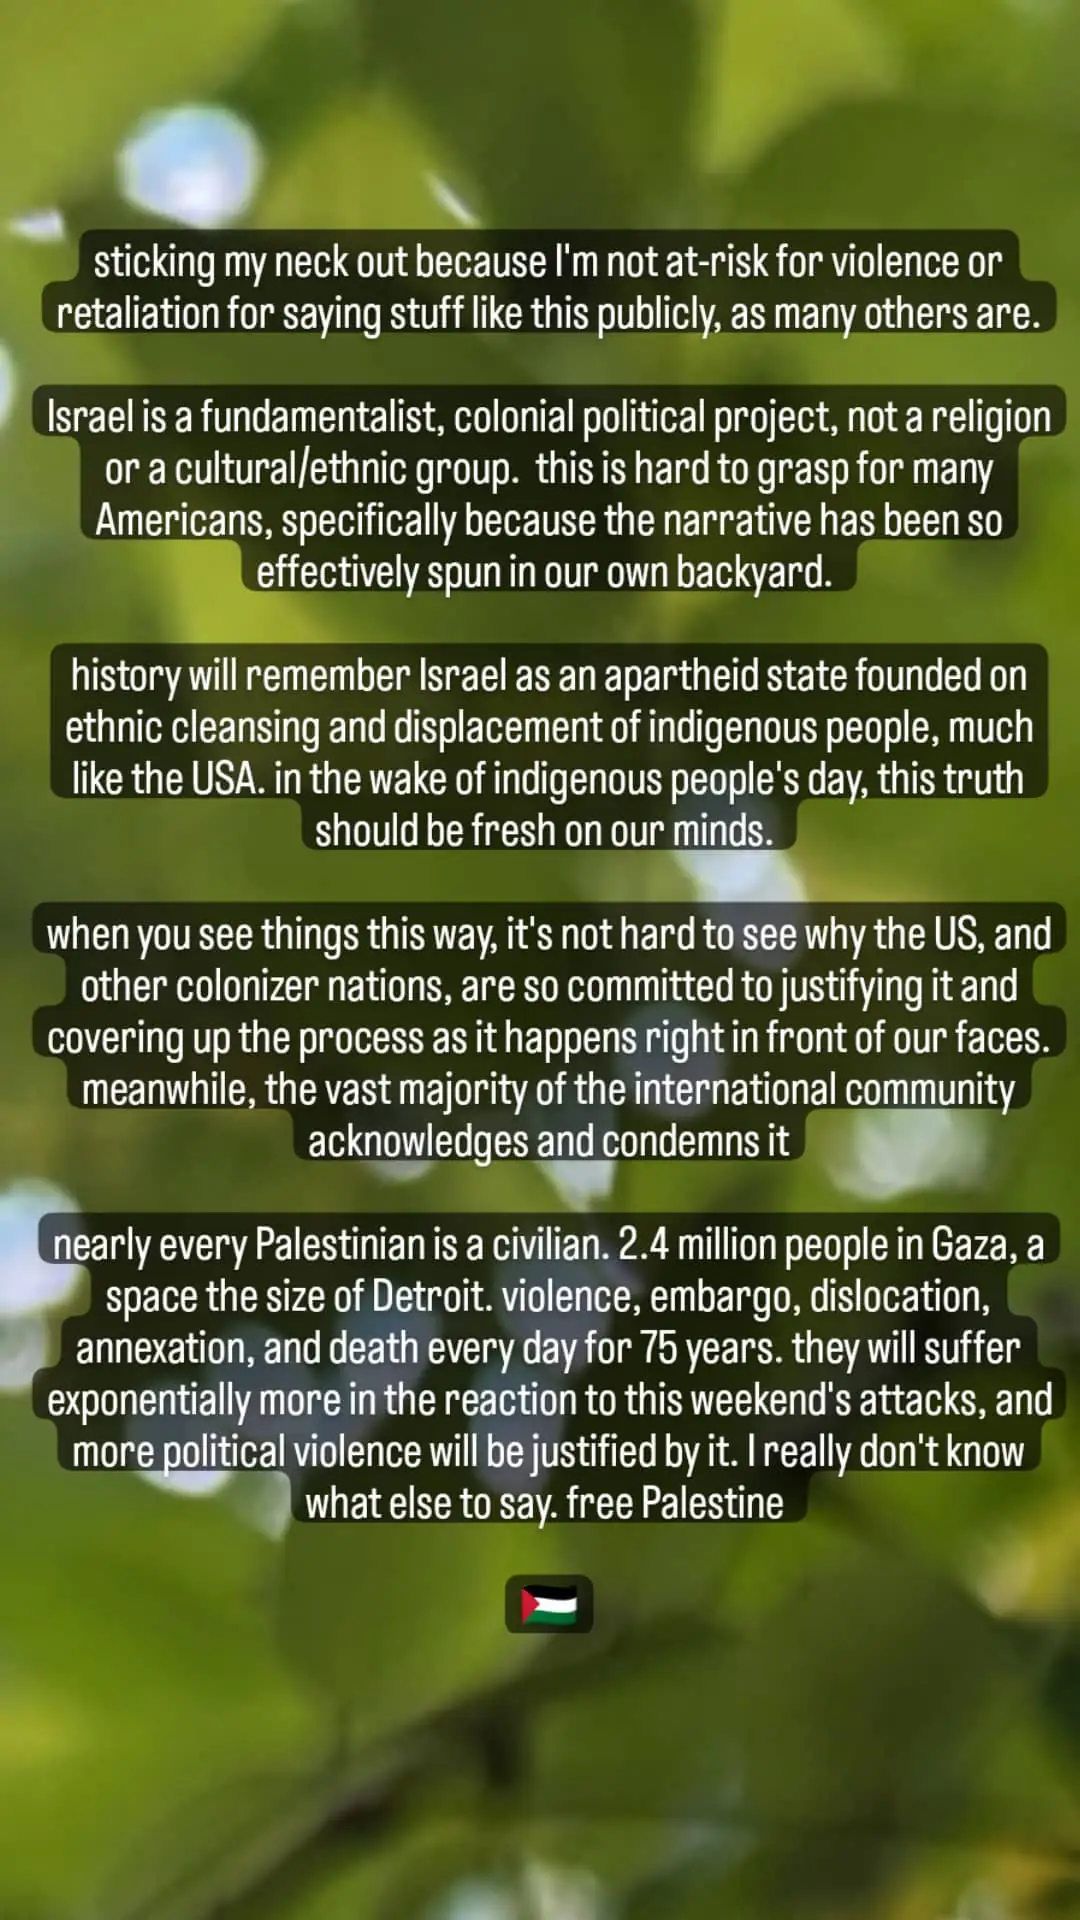 sticking my neck out because I'm not at-risk for violence or
retaliation for saying stuff like this publicly, as many others are.
Israel is a fundamentalist, colonial political project, not a religion
or a cultural/ethnic group.  this is hard to grasp for many
Americans, specifically because the narrative has been so
effectively spun in our own backyard.
history will remember Israel as an apartheid state founded on
ethnic cleansing and displacement of indigenous people, much
like the USA. in the wake of indigenous people's day, this truth
should be fresh on our minds.
when you see things this way, it's not hard to see why the US, and
other colonizer nations, are so committed to justifying it and
covering up the process as it happens right in front of our faces.
meanwhile, the vast majority of the international community
acknowledges and condemns it
nearly every Palestinian is a civilian. 2.4 million people in Gaza, a
space the size of Detroit. violence, embargo, dislocation,
annexation, and death every day for 75 years. they will suffer
exponentially more in the reaction to this weekend's attacks, and
more political violence will be justified by it. I really don't know
what else to say. free Palestine
🇵🇸